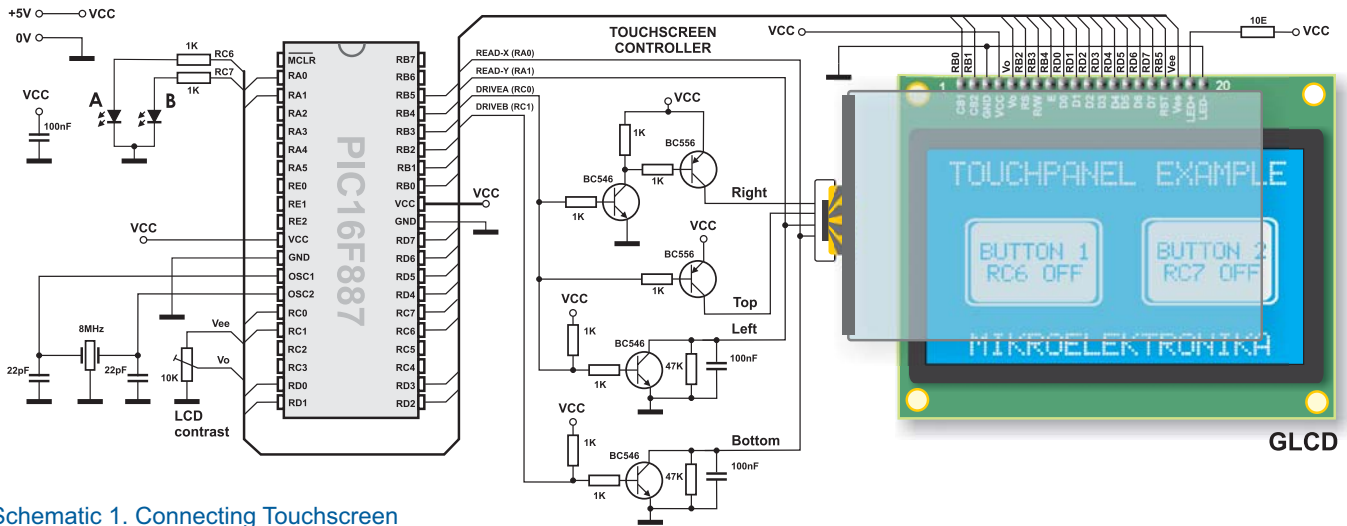 +5V VCC
0V
1K RC6
RC7
1K
A B
VCC
100nF
VCC
8MHz
22pF 22pF
Vee
Vo
10K
LCD
contrast
PIC16F887
MCLR
RA0
RA1
RA2
RA3
RA4
RA5
RE0
RE1
RE2
VCC
GND
OSC1
OSC2
RC0
RC1
RC2
RC3
RD0
RD1
RB7
RB6
RB5
RB4
RB3
RB2
RB1
RB0
VCC
GND
RD7
RD6
RD5
RD4
RC7
RC6
RC5
RC4
RD3
RD2
VCC
READ-X (RA0)
READ-Y (RA1)
DRIVEA (RC0)
DRIVEB (RC1)
TOUCHSCREEN
CONTROLLER
VCC
1K
BC556
1K
BC546
1K
Right
VCC
BC556
1K
Top
VCC
1K
Left
BC546
1K
47K
100nF
VCC
1K
Bottom
BC546
1K
47K
100nF
VCC
10E
VCC
RB0
RB1
Vo
RB2
RB3
RB4
RD0
RD1
RD2
RD3
RD4
RD5
RD6
RD7
RB5
Vee
1 20
CS1
CS2
GND
VCC
Vo
RS
R/W
E
D0
D1
D2
D3
D4
D5
D6
D7
RST
Vee
LED+
LED-
TOUCHPANEL EXAMPLE
BUTTON 1
RC6 OFF
BUTTON 2
RC7 OFF
MIKROELEKTRONIKA
GLCD
Schematic 1. Connecting Touchscreen